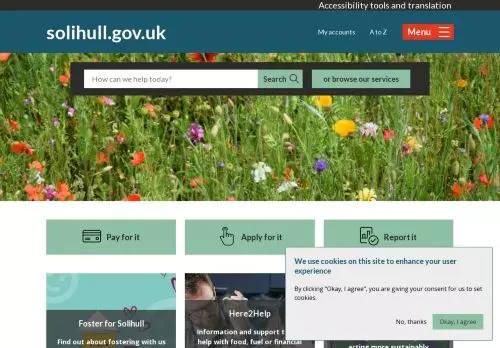 Accessibility tools and translation
solihull.gov.uk
My accounts
A to Z
Menu
How can we help today?
Search
or browse our services
Pay for it
Apply for it
Report it
We use cookies on this site to enhance your user
experience
By clicking “Okay, I agree”, you are giving your consent for us to
set cookies.
No, thanks
Okay, I agree
Foster for Solihull
Find out about fostering with us
Here2Help
Information and support t
help with food, fuel or financial
acting more sustainably